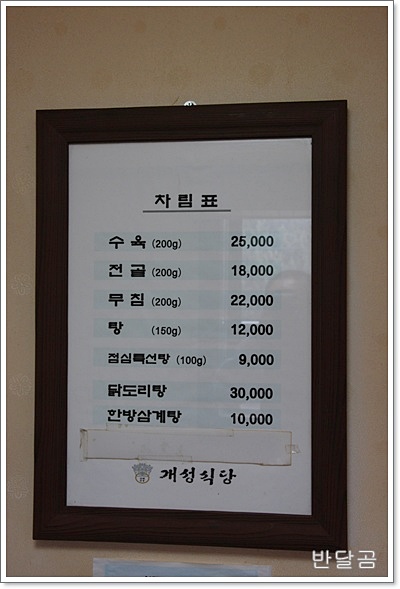 차림표
수육 (200g) 25,000
전골 (200g) 18,000
무침 (200g) 22,000
탕 (150g) 12,000
점심특선탕 (100g) 9,000
닭도리탕 30,000
한방삼계탕 10,000
개성식당
반달곰